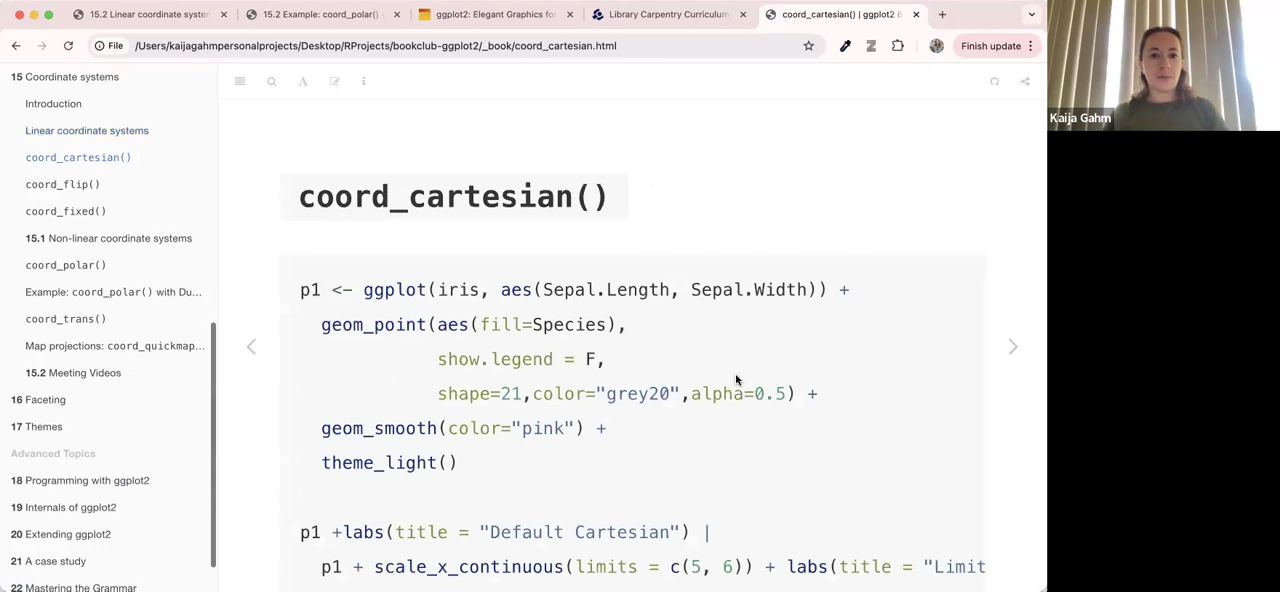 15.2 Linear coordinate system
15.2 Example: coord_polar()
ggplot2: Elegant Graphics for
Library Carpentry Curriculum
coord_cartesian() | ggplot2 B
File
/Users/kaijagahmpersonalprojects/Desktop/RProjects/bookclub-ggplot2/_book/coord_cartesian.html
Finish update
15 Coordinate systems
Introduction
Linear coordinate systems
coord_cartesian()
coord_flip()
coord_fixed()
15.1 Non-linear coordinate systems
coord_polar()
Example: coord_polar() with Du...
coord_trans()
Map projections: coord_quickmap...
15.2 Meeting Videos
16 Faceting
17 Themes
Advanced Topics
18 Programming with ggplot2
19 Internals of ggplot2
20 Extending ggplot2
21 A case study
22 Mastering the Grammar
coord_cartesian()
p1 <- ggplot(iris, aes(Sepal.Length, Sepal.Width)) +
geom_point(aes(fill=Species),
show.legend = F,
shape=21,color="grey20",alpha=0.5) +
geom_smooth(color="pink") +
theme_light()
p1 +labs(title = "Default Cartesian") |
p1 + scale_x_continuous(limits = c(5, 6)) + labs(title = "Limit
Kaija Gahm